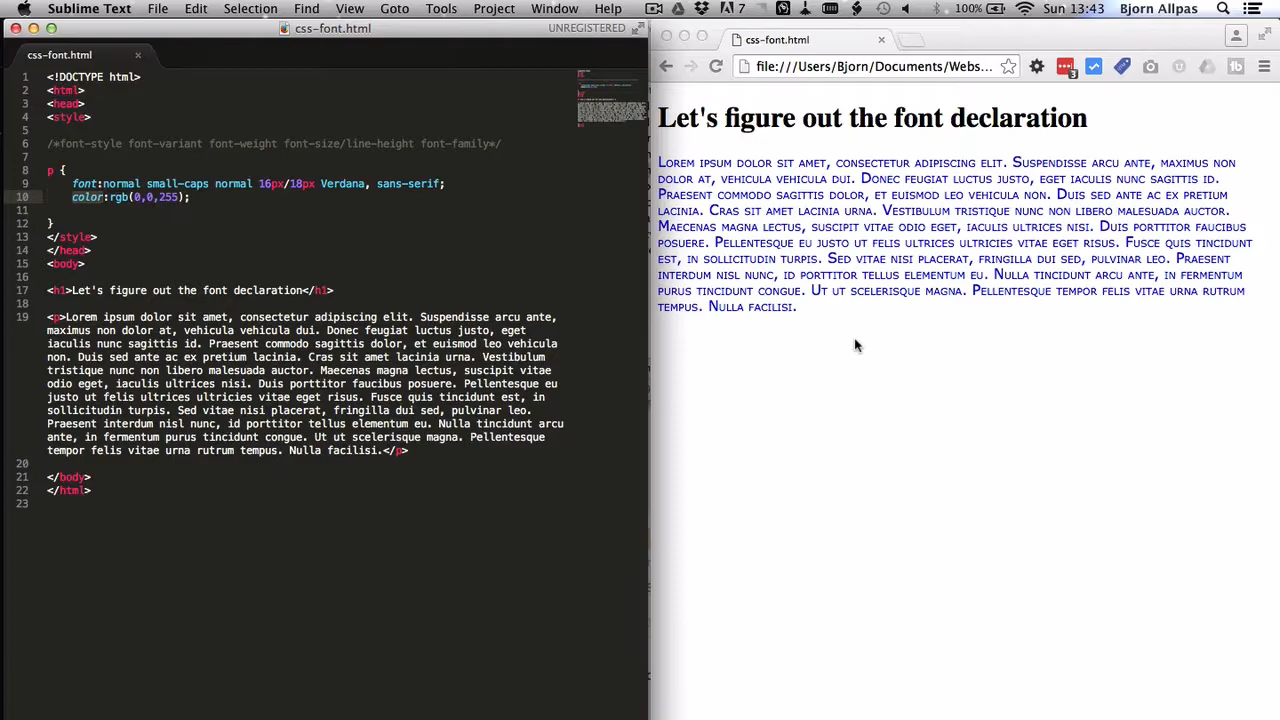 Sublime Text File Edit Selection Find View Goto Tools Project Window Help 7 100% Sun 13:43 Bjorn Allpas
css-font.html UNREGISTERED
css-font.html
1 <!DOCTYPE html>
2 <html>
3 <head>
4 <style>
5
6 /*font-style font-variant font-weight font-size/line-height font-family*/
7
8 p {
9 font:normal small-caps normal 16px/18px Verdana, sans-serif;
10 color:rgb(0,0,255);
11
12 }
13 </style>
14 </head>
15 <body>
16
17 <h1>Let's figure out the font declaration</h1>
18
19 <p>Lorem ipsum dolor sit amet, consectetur adipiscing elit. Suspendisse arcu ante,
maximus non dolor at, vehicula vehicula dui. Donec feugiat luctus justo, eget
iaculis nunc sagittis id. Praesent commodo sagittis dolor, et euismod leo vehicula
non. Duis sed ante ac ex pretium lacinia. Cras sit amet lacinia urna. Vestibulum
tristique nunc non libero malesuada auctor. Maecenas magna lectus, suscipit vitae
odio eget, iaculis ultrices nisi. Duis porttitor faucibus posuere. Pellentesque eu
justo ut felis ultrices ultricies vitae eget risus. Fusce quis tincidunt est, in
sollicitudin turpis. Sed vitae nisi placerat, fringilla dui sed, pulvinar leo.
Praesent interdum nisl nunc, id porttitor tellus elementum eu. Nulla tincidunt arcu
ante, in fermentum purus tincidunt congue. Ut ut scelerisque magna. Pellentesque
tempor felis vitae urna rutrum tempus. Nulla facilisi.</p>
20
21 </body>
22 </html>
23
css-font.html
file:///Users/Bjorn/Documents/Webs... 3 tb
Let's figure out the font declaration
Lorem ipsum dolor sit amet, consectetur adipiscing elit. Suspendisse arcu ante, maximus non
dolor at, vehicula vehicula dui. Donec feugiat luctus justo, eget iaculis nunc sagittis id.
Praesent commodo sagittis dolor, et euismod leo vehicula non. Duis sed ante ac ex pretium
lacinia. Cras sit amet lacinia urna. Vestibulum tristique nunc non libero malesuada auctor.
Maecenas magna lectus, suscipit vitae odio eget, iaculis ultrices nisi. Duis porttitor faucibus
posuere. Pellentesque eu justo ut felis ultrices ultricies vitae eget risus. Fusce quis tincidunt
est, in sollicitudin turpis. Sed vitae nisi placerat, fringilla dui sed, pulvinar leo. Praesent
interdum nisl nunc, id porttitor tellus elementum eu. Nulla tincidunt arcu ante, in fermentum
purus tincidunt congue. Ut ut scelerisque magna. Pellentesque tempor felis vitae urna rutrum
tempus. Nulla facilisi.